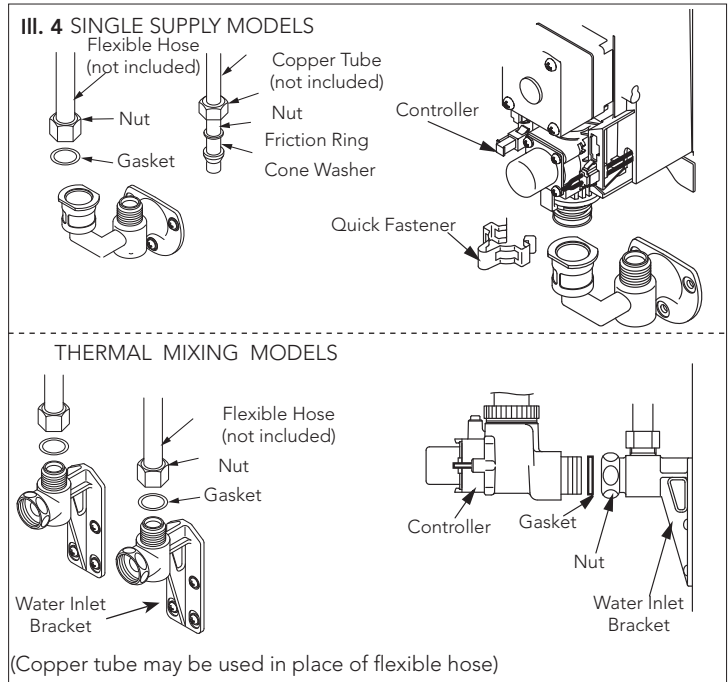 Ill. 4 SINGLE SUPPLY MODELS
Flexible Hose
(not included)
Nut
Gasket
Copper Tube
(not included)
Nut
Friction Ring
Cone Washer
Controller
Quick Fastener
THERMAL MIXING MODELS
Flexible Hose
(not included)
Nut
Gasket
Water Inlet
Bracket
Controller
Gasket
Nut
Water Inlet
Bracket
(Copper tube may be used in place of flexible hose)